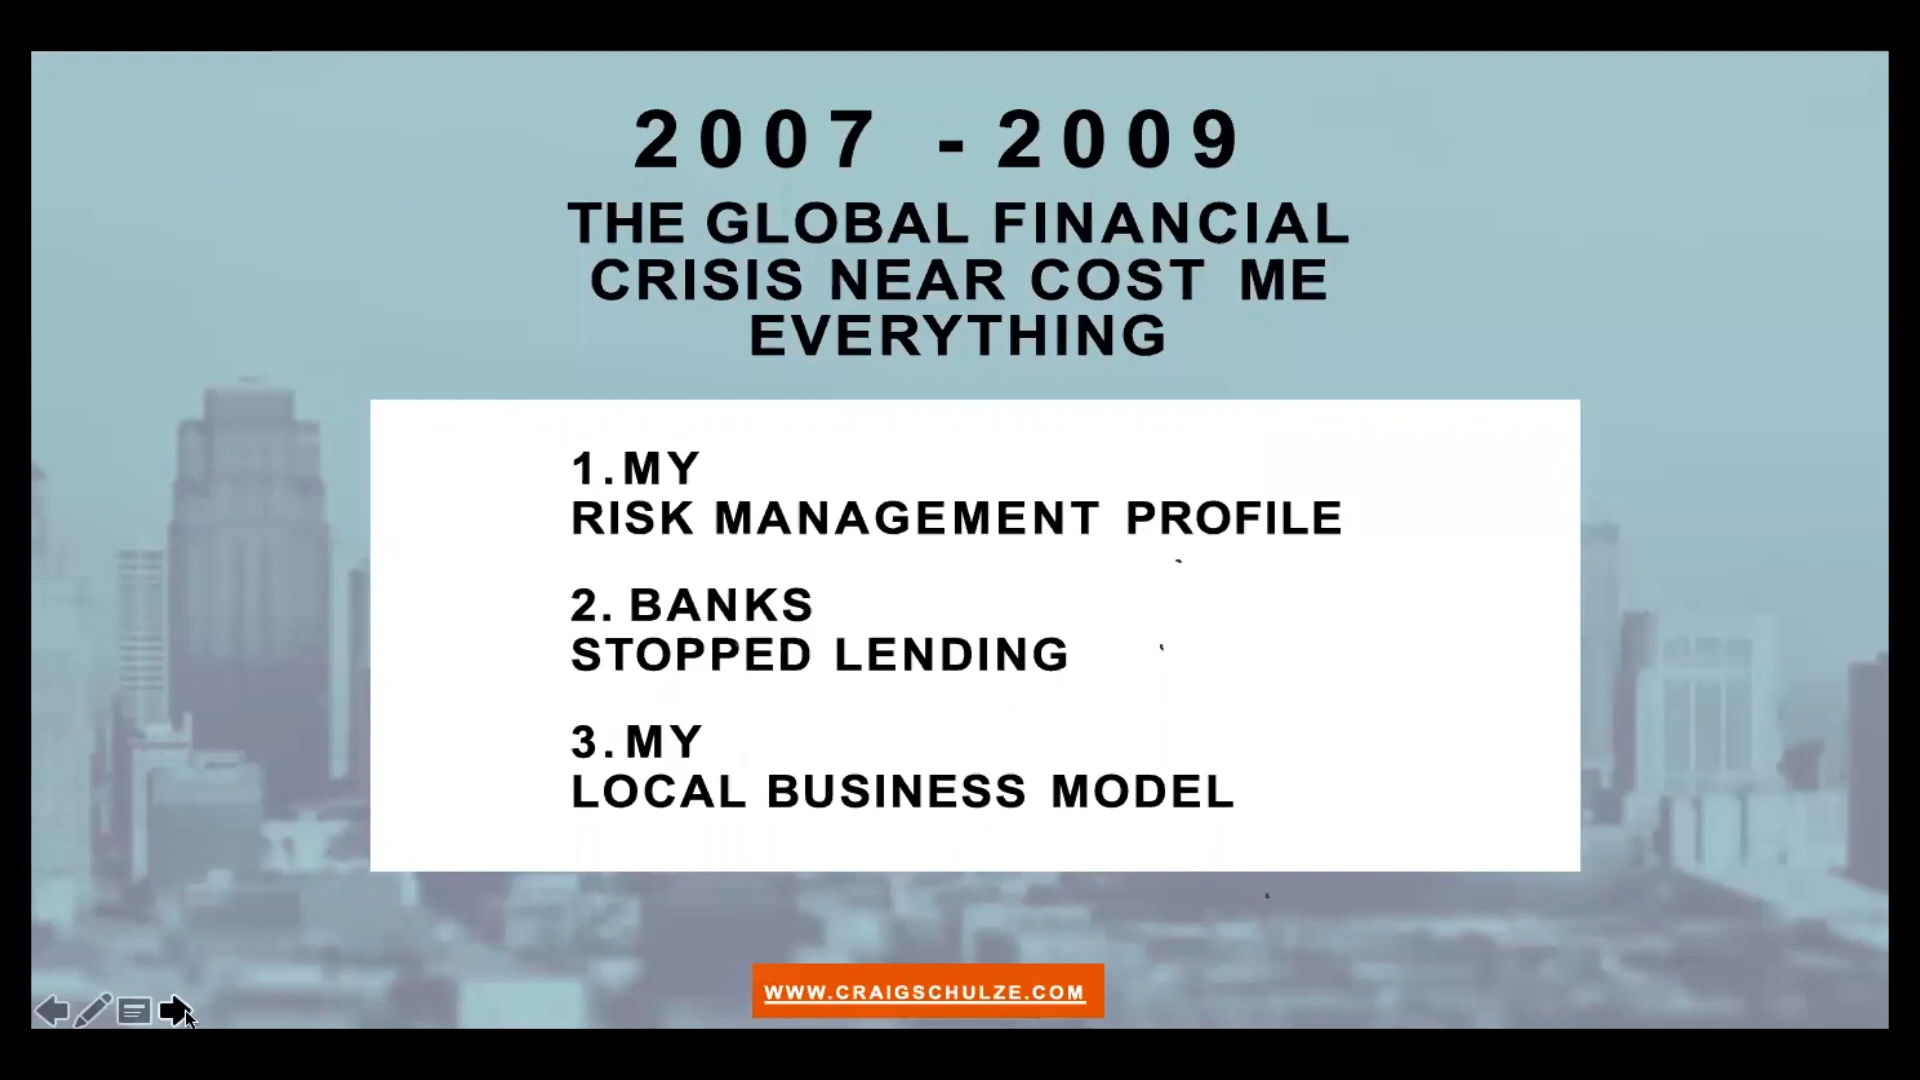 2007 - 2009
THE GLOBAL FINANCIAL
CRISIS NEAR COST ME
EVERYTHING
1. MY
RISK MANAGEMENT PROFILE
2. BANKS
STOPPED LENDING
3. MY
LOCAL BUSINESS MODEL
WWW.CRAIGSCHULZE.COM